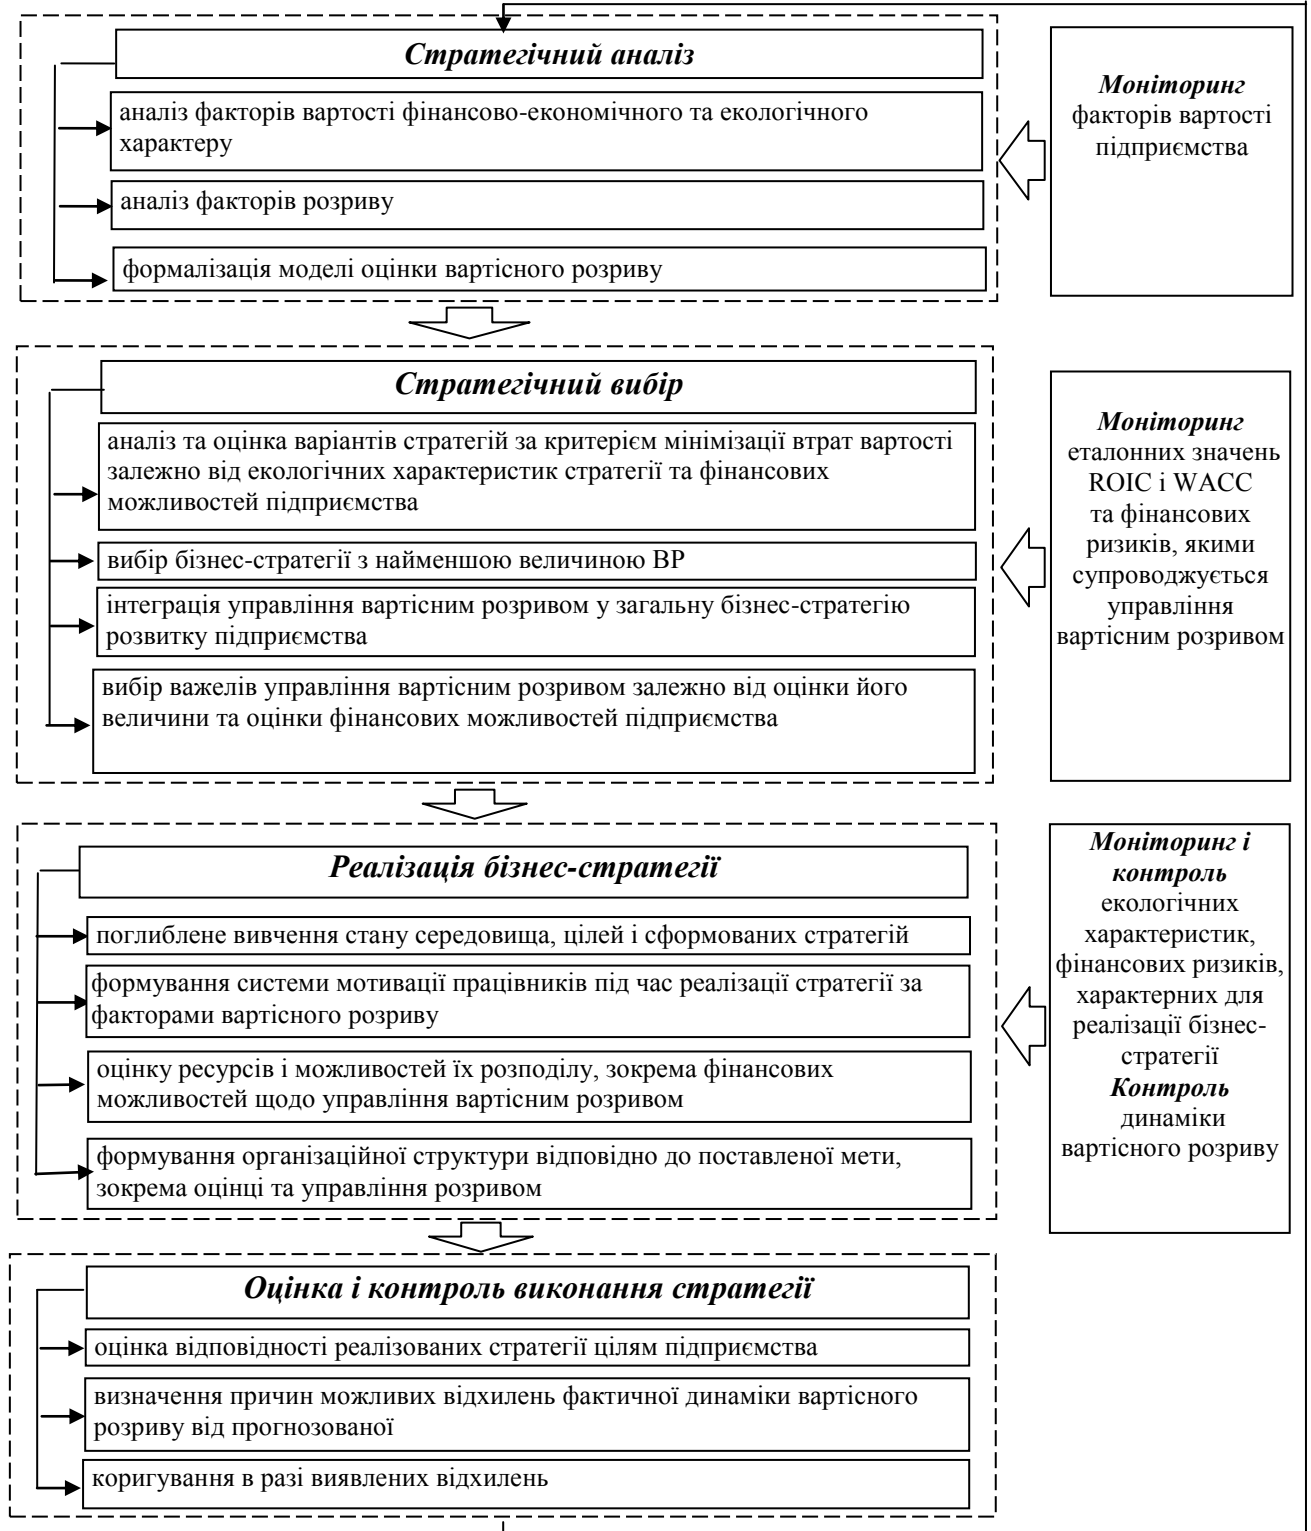 Стратегічний аналіз
аналіз факторів вартості фінансово-економічного та екологічного
характеру
аналіз факторів розриву
формалізація моделі оцінки вартісного розриву
Моніторинг
факторів вартості
підприємства
Стратегічний вибір
аналіз та оцінка варіантів стратегій за критерієм мінімізації втрат вартості
залежно від екологічних характеристик стратегії та фінансових
можливостей підприємства
вибір бізнес-стратегії з найменшою величиною ВР
інтеграція управління вартісним розривом у загальну бізнес-стратегію
розвитку підприємства
вибір важелів управління вартісним розривом залежно від оцінки його
величини та оцінки фінансових можливостей підприємства
Моніторинг
еталонних значень
ROIC і WACC
та фінансових
ризиків, якими
супроводжується
управління
вартісним розривом
Реалізація бізнес-стратегії
поглиблене вивчення стану середовища, цілей і сформованих стратегій
формування системи мотивації працівників під час реалізації стратегії за
факторами вартісного розриву
оцінку ресурсів і можливостей їх розподілу, зокрема фінансових
можливостей щодо управління вартісним розривом
формування організаційної структури відповідно до поставленої мети,
зокрема оцінці та управління розривом
Моніторинг і
контроль
екологічних
характеристик,
фінансових ризиків,
характерних для
реалізації бізнес-
стратегії
Контроль
динаміки
вартісного розриву
Оцінка і контроль виконання стратегії
оцінка відповідності реалізованих стратегії цілям підприємства
визначення причин можливих відхилень фактичної динаміки вартісного
розриву від прогнозованої
коригування в разі виявлених відхилень